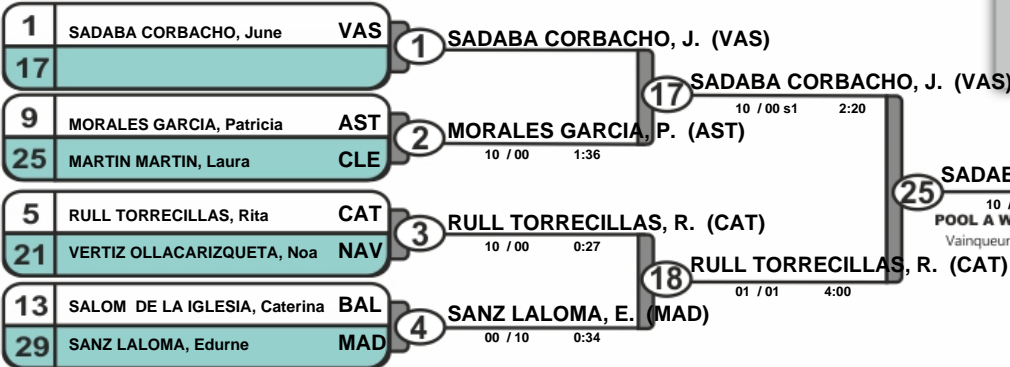 1 SADABA CORBACHO, June VAS
17
1 SADABA CORBACHO, J. (VAS)
9 MORALES GARCIA, Patricia AST
25 MARTIN MARTIN, Laura CLE
2 MORALES GARCIA, P. (AST)
10 / 00 1:36
17 SADABA CORBACHO, J. (VAS)
10 / 00 s1 2:20
5 RULL TORRECILLAS, Rita CAT
21 VERTIZ OLLACARIZQUETA, Noa NAV
3 RULL TORRECILLAS, R. (CAT)
10 / 00 0:27
13 SALOM DE LA IGLESIA, Caterina BAL
29 SANZ LALOMA, Edurne MAD
4 SANZ LALOMA, E. (MAD)
00 / 10 0:34
18 RULL TORRECILLAS, R. (CAT)
01 / 01 4:00
25 SADAB
10 /
POOL A W
Vainqueur